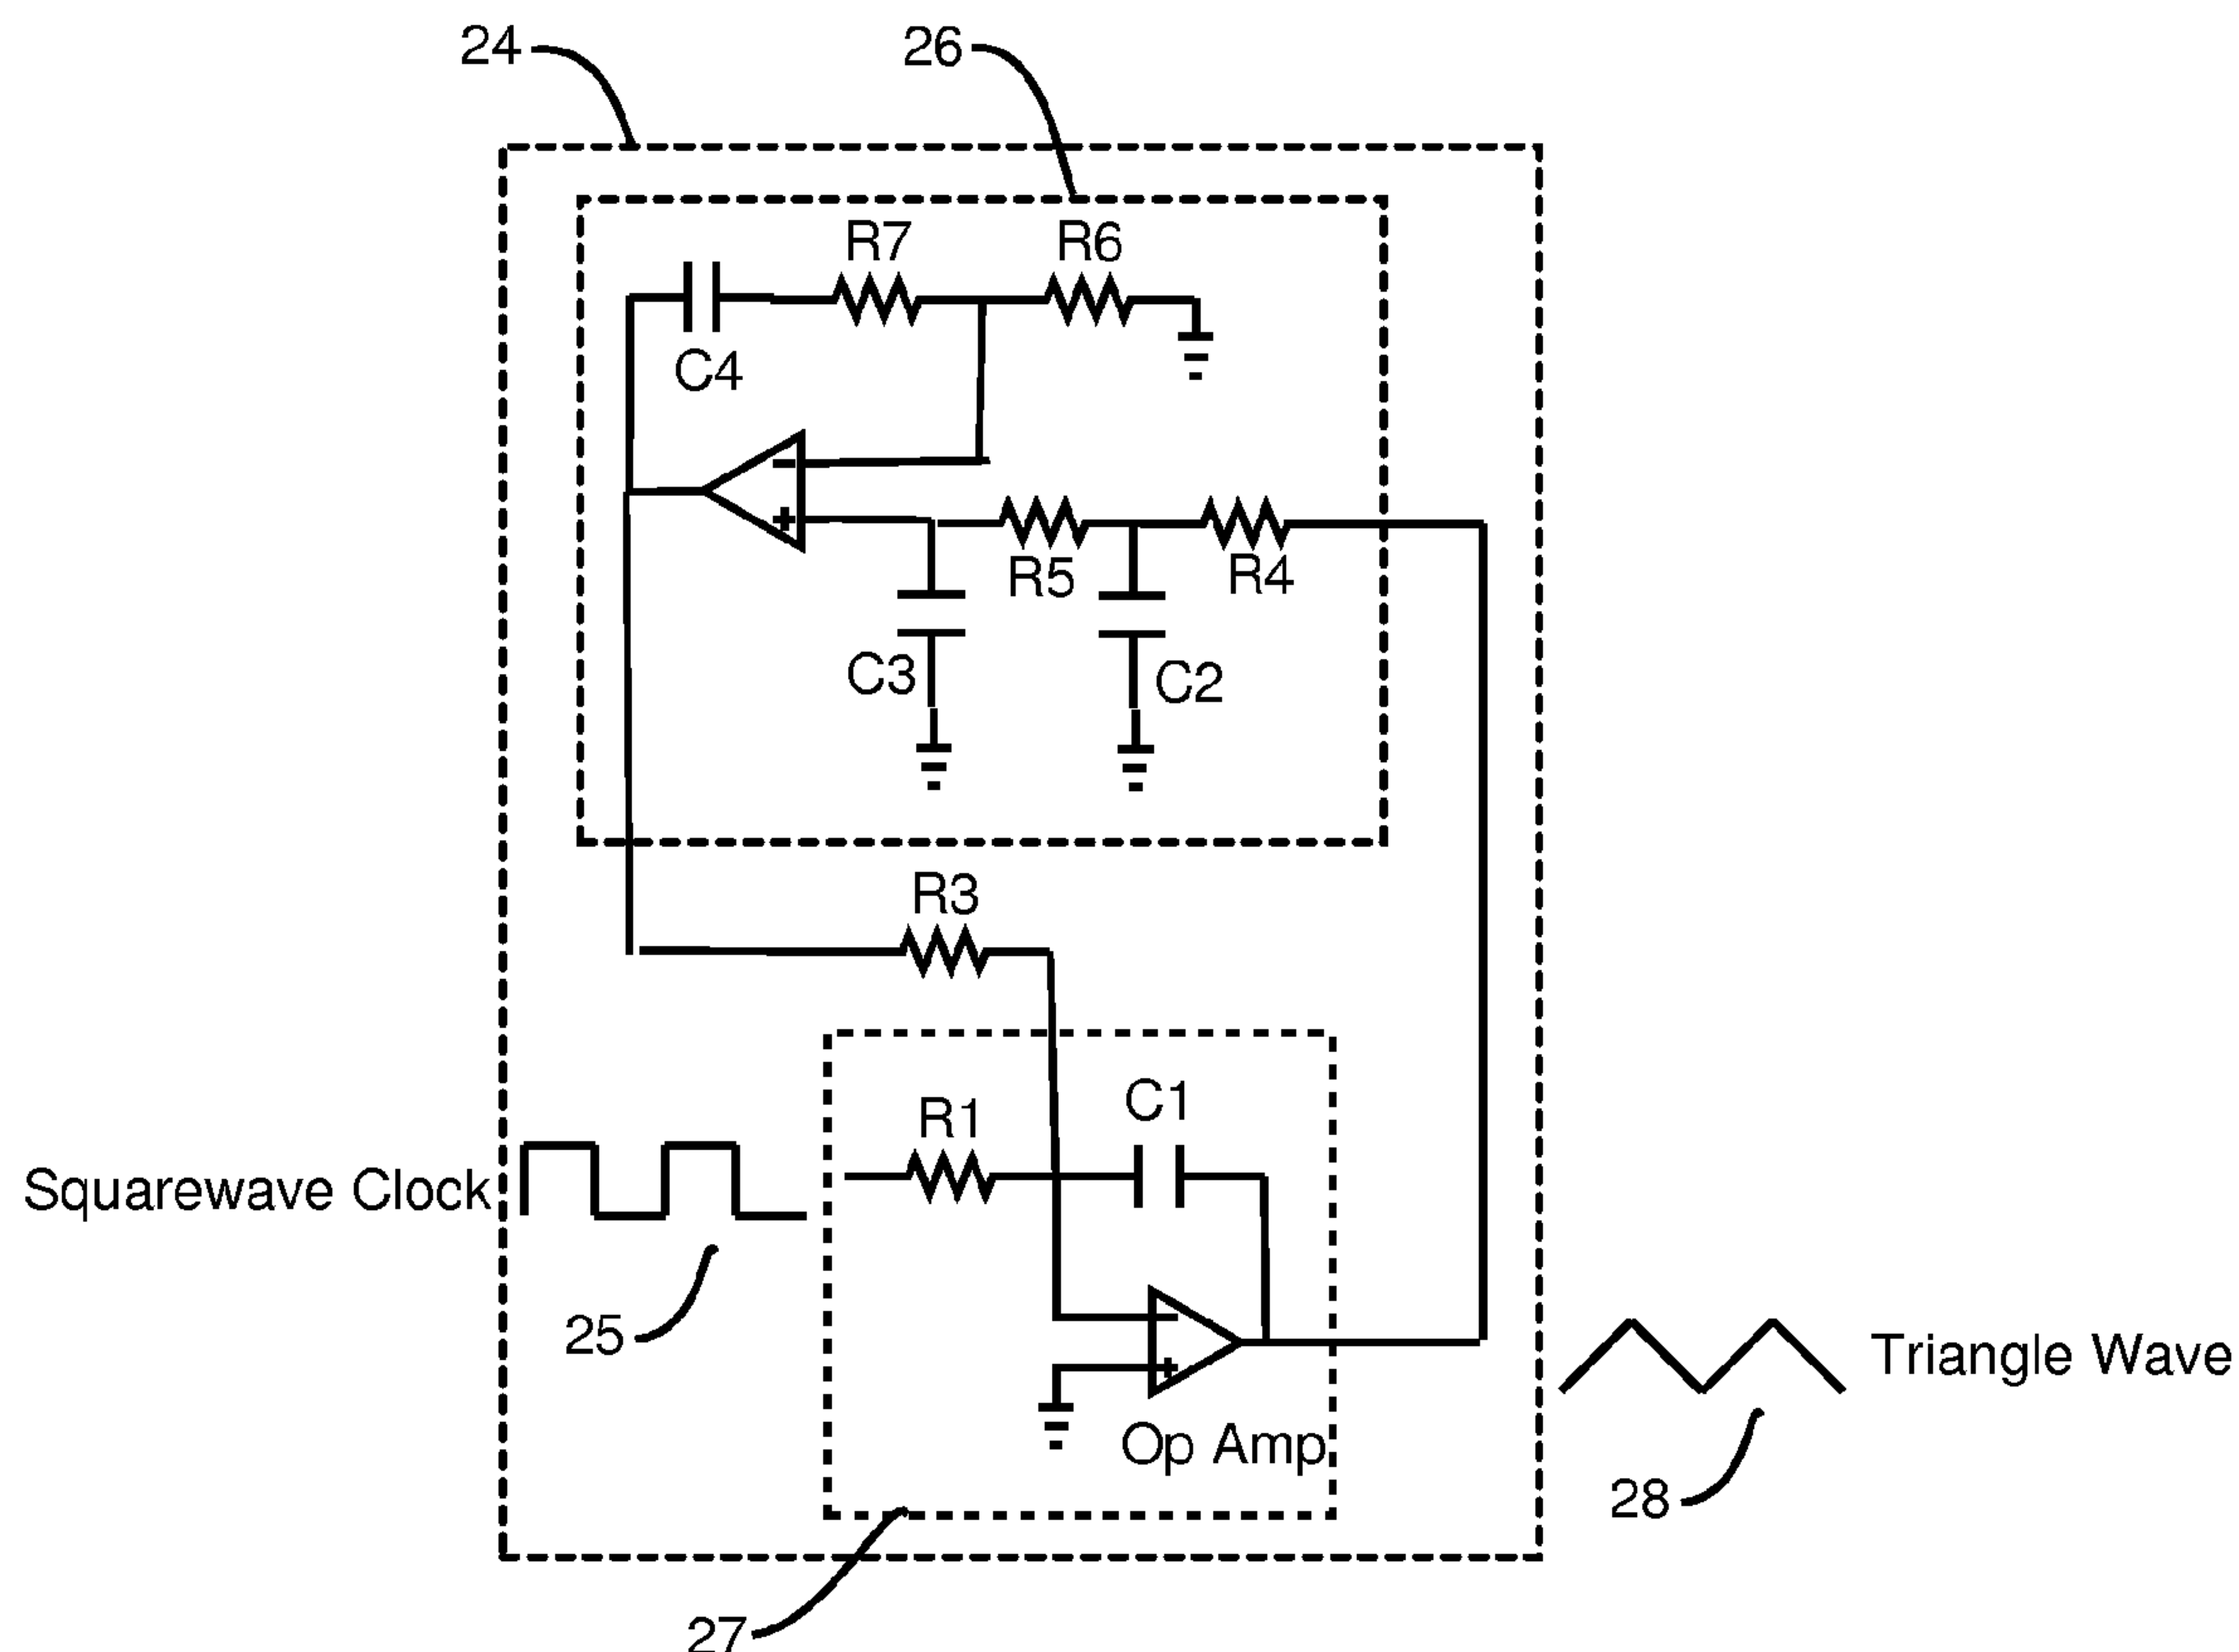 24
26
R7
R6
C4
R5
R4
C3
C2
R3
R1
C1
Squarewave Clock
25
Triangle Wave
Op Amp
28
27